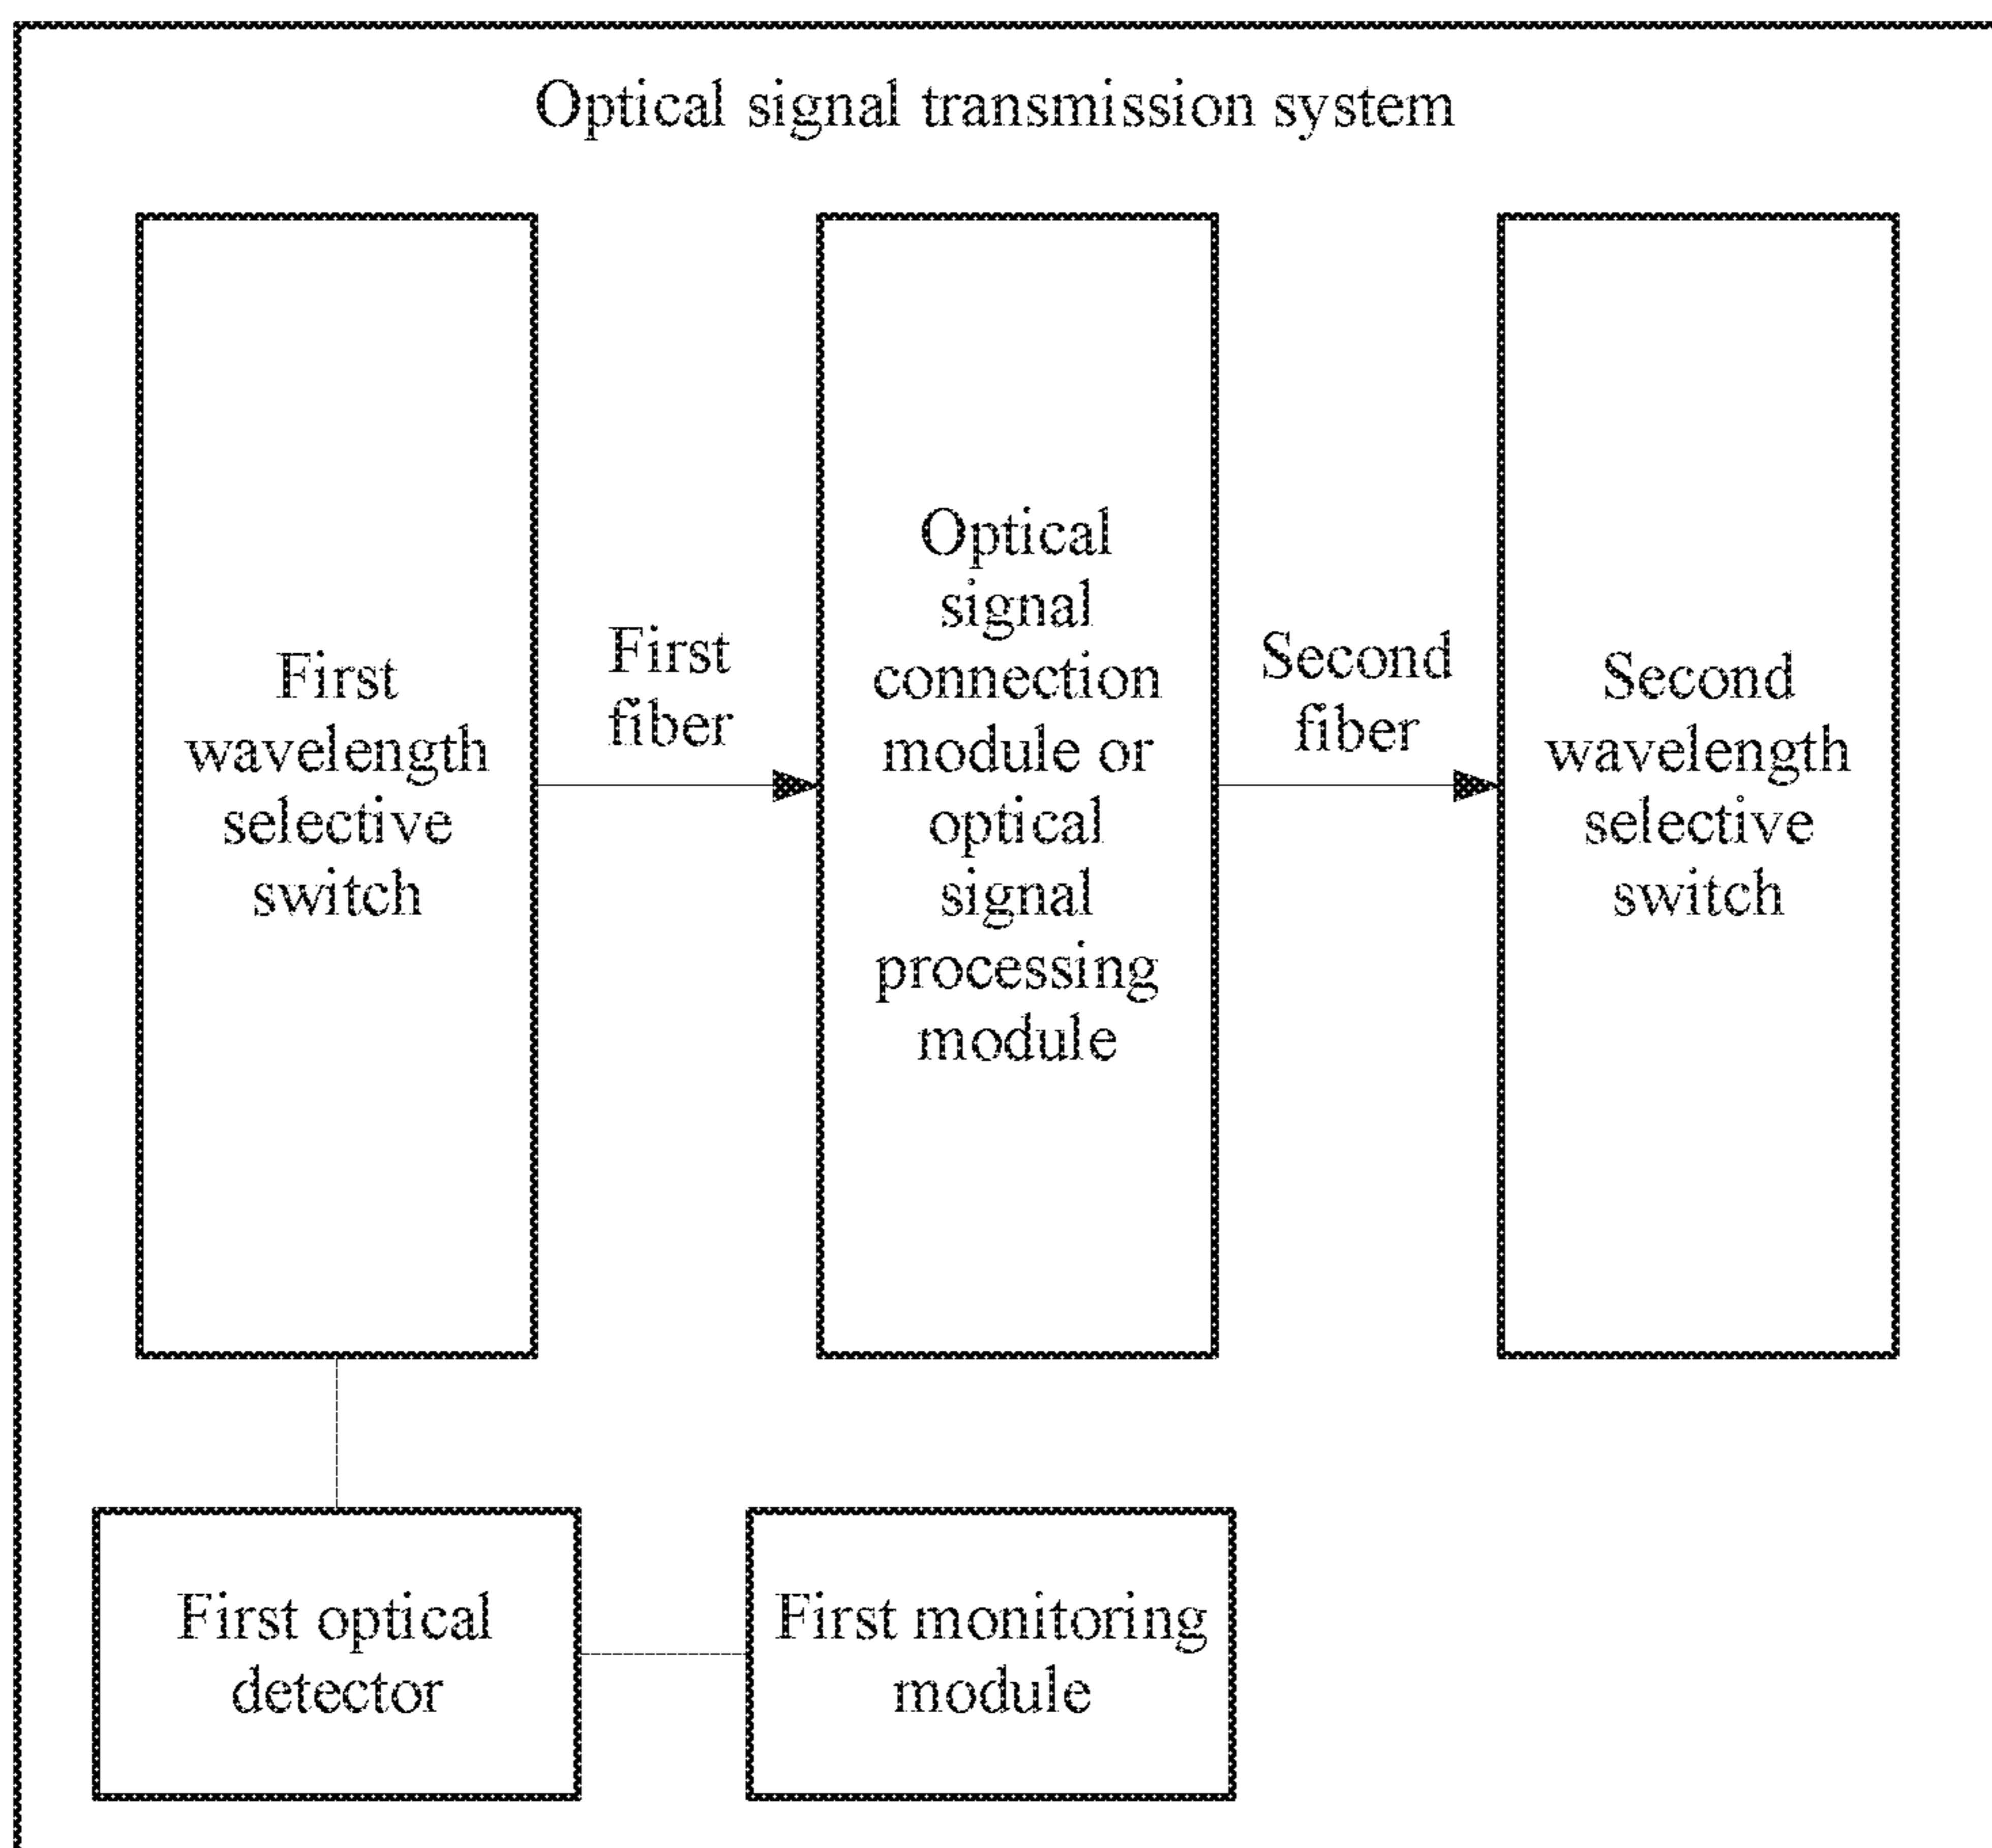 Optical signal transmission system
First
wavelength
selective
switch
First
fiber
Optical
signal
connection
module or
optical
signal
processing
module
Second
fiber
Second
wavelength
selective
switch
First optical
detector
First monitoring
module